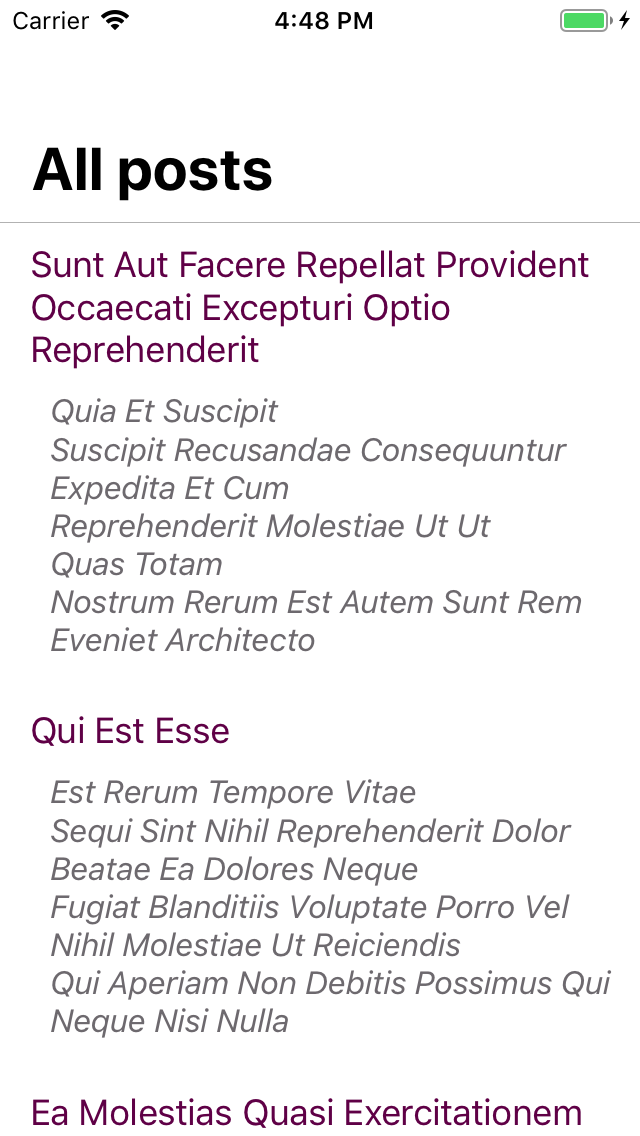 Carrier 4:48 PM
All posts
Sunt Aut Facere Repellat Provident
Occaecati Excepturi Optio
Reprehenderit
Quia Et Suscipit
Suscipit Recusandae Consequuntur
Expedita Et Cum
Reprehenderit Molestiae Ut Ut
Quas Totam
Nostrum Rerum Est Autem Sunt Rem
Eveniet Architecto
Qui Est Esse
Est Rerum Tempore Vitae
Sequi Sint Nihil Reprehenderit Dolor
Beatae Ea Dolores Neque
Fugiat Blanditiis Voluptate Porro Vel
Nihil Molestiae Ut Reiciendis
Qui Aperiam Non Debitis Possimus Qui
Neque Nisi Nulla
Ea Molestias Quasi Exercitationem